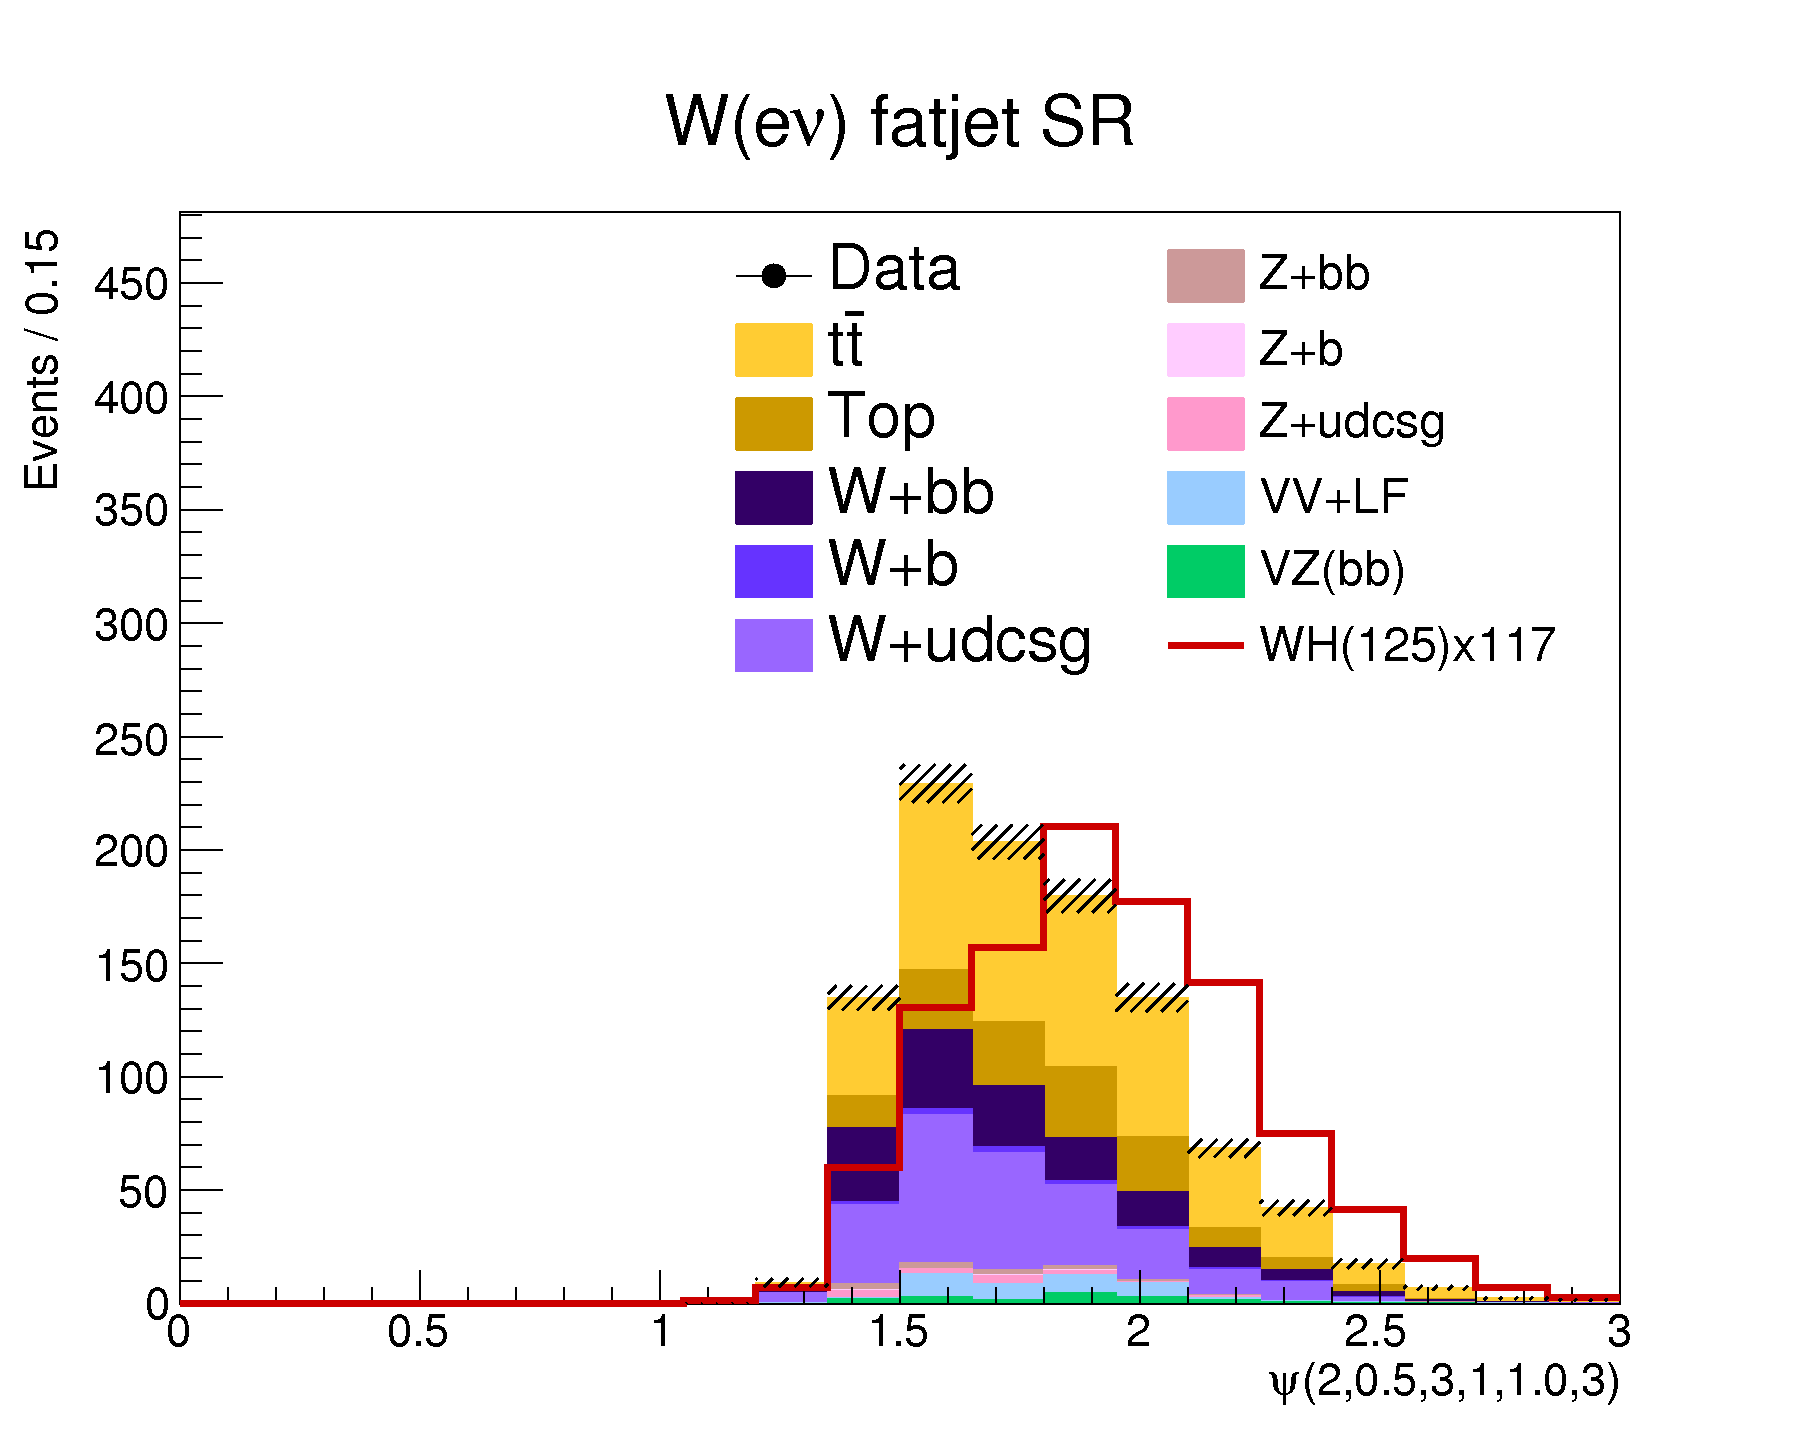 W(eν) fatjet SR
Events / 0.15
450
400
350
300
250
200
150
100
50
0
Data
tt̄
Top
W+bb
W+b
W+udcsg
Z+bb
Z+b
Z+udcsg
VV+LF
VZ(bb)
WH(125)x117
0 0.5 1 1.5 2 2.5 3
ψ(2,0.5,3,1,1.0,3)